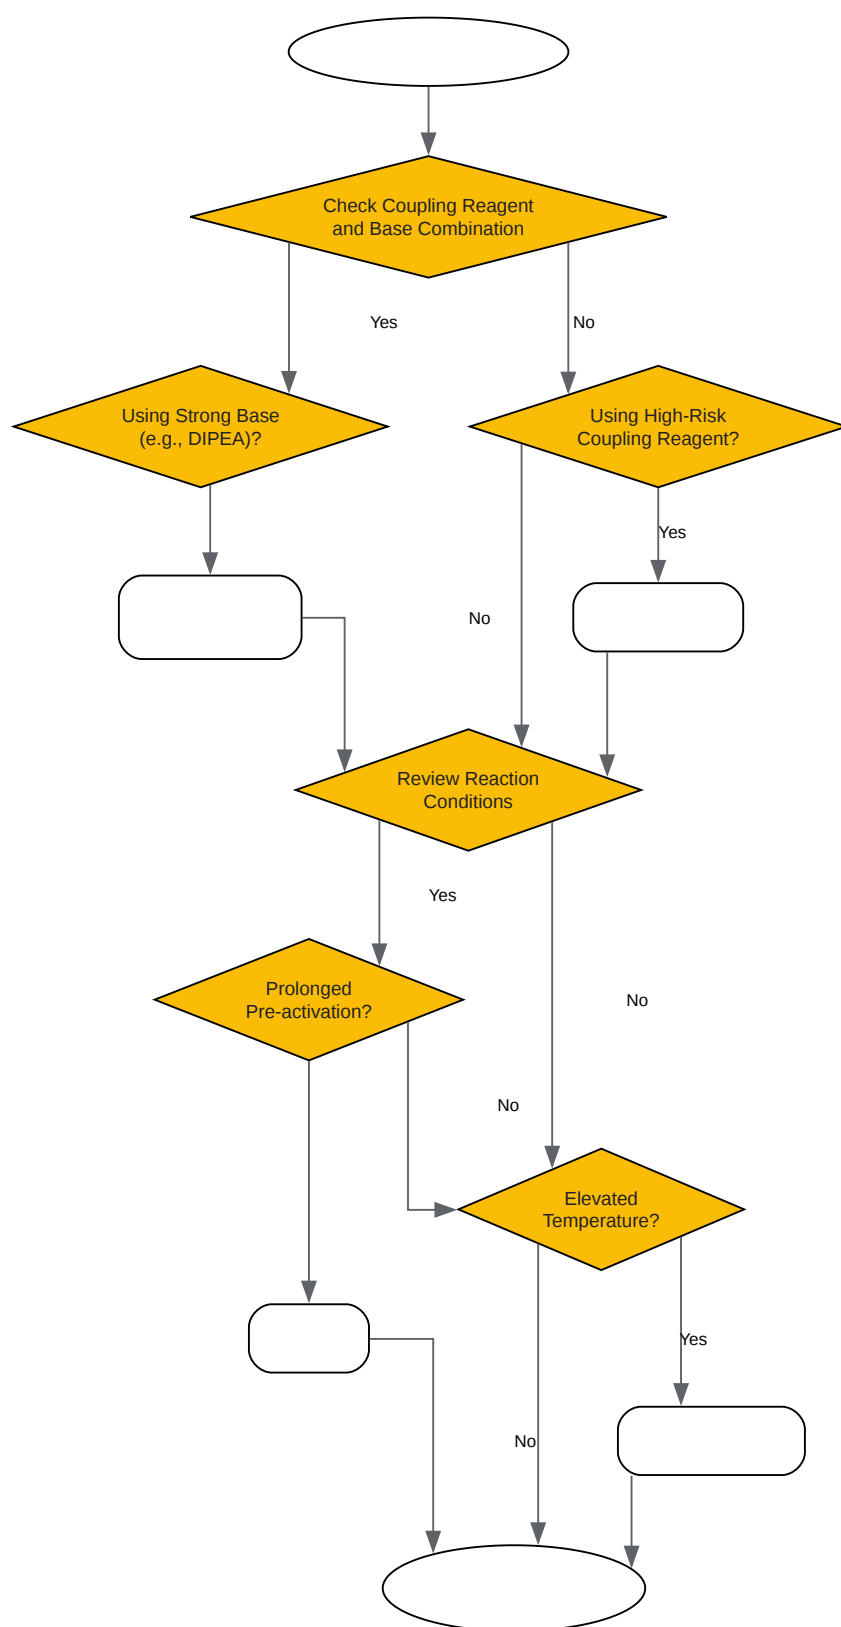 Check Coupling Reagent
and Base Combination
Yes
No
Using Strong Base
(e.g., DIPEA)?
Using High-Risk
Coupling Reagent?
Yes
No
Review Reaction
Conditions
Yes
Prolonged
Pre-activation?
No
No
Elevated
Temperature?
Yes
No